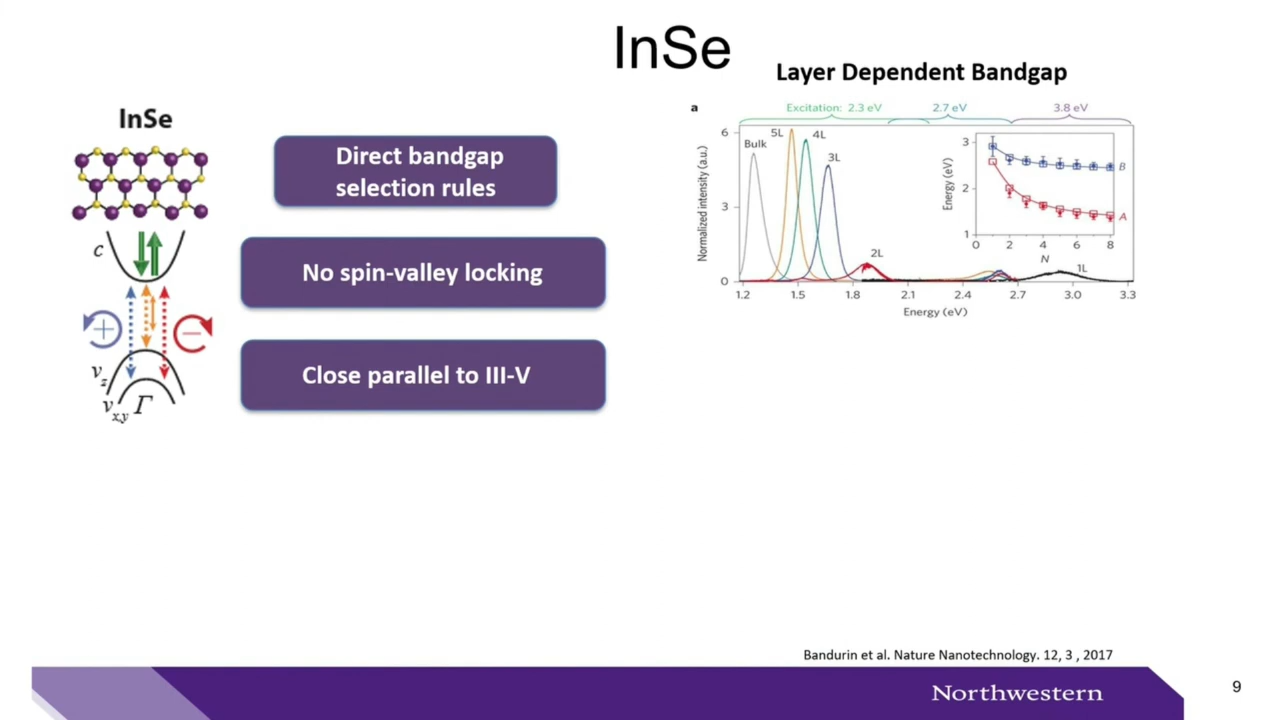 InSe
Layer Dependent Bandgap
InSe
Direct bandgap
selection rules
No spin-valley locking
Close parallel to III-V
c
+
−
v_z
v_x,y
Γ
a
Excitation: 2.3 eV
2.7 eV
3.8 eV
Normalized intensity (a.u.)
6
3
0
Bulk
5L
4L
3L
2L
1L
1.2 1.5 1.8 2.1 2.4 2.7 3.0 3.3
Energy (eV)
Energy (eV)
3
2
1
B
A
0 2 4 6 8
N
Bandurin et al. Nature Nanotechnology. 12, 3 , 2017
Northwestern
9